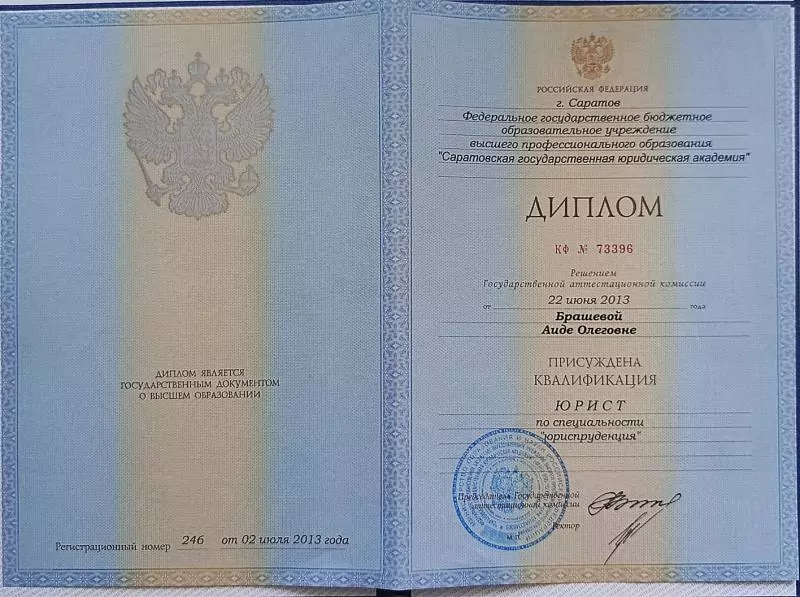 ДИПЛОМ ЯВЛЯЕТСЯ
ГОСУДАРСТВЕННЫМ ДОКУМЕНТОМ
О ВЫСШЕМ ОБРАЗОВАНИИ
Регистрационный номер 246 от 02 июля 2013 года
РОССИЙСКАЯ ФЕДЕРАЦИЯ
г. Саратов
Федеральное государственное бюджетное
образовательное учреждение
высшего профессионального образования
"Саратовская государственная юридическая академия"
ДИПЛОМ
КФ № 73396
Решением
Государственной аттестационной комиссии
от 22 июня 2013 года
Брашевой
Аиде Олеговне
ПРИСУЖДЕНА
КВАЛИФИКАЦИЯ
ЮРИСТ
по специальности
"юриспруденция"
Председатель Государственной
аттестационной комиссии
Ректор
М.П.